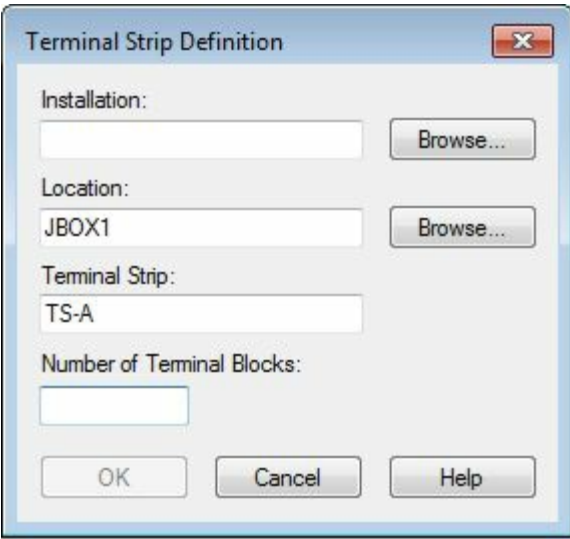 Terminal Strip Definition
Installation:
Browse...
Location:
JBOX1
Browse...
Terminal Strip:
TS-A
Number of Terminal Blocks:
OK
Cancel
Help